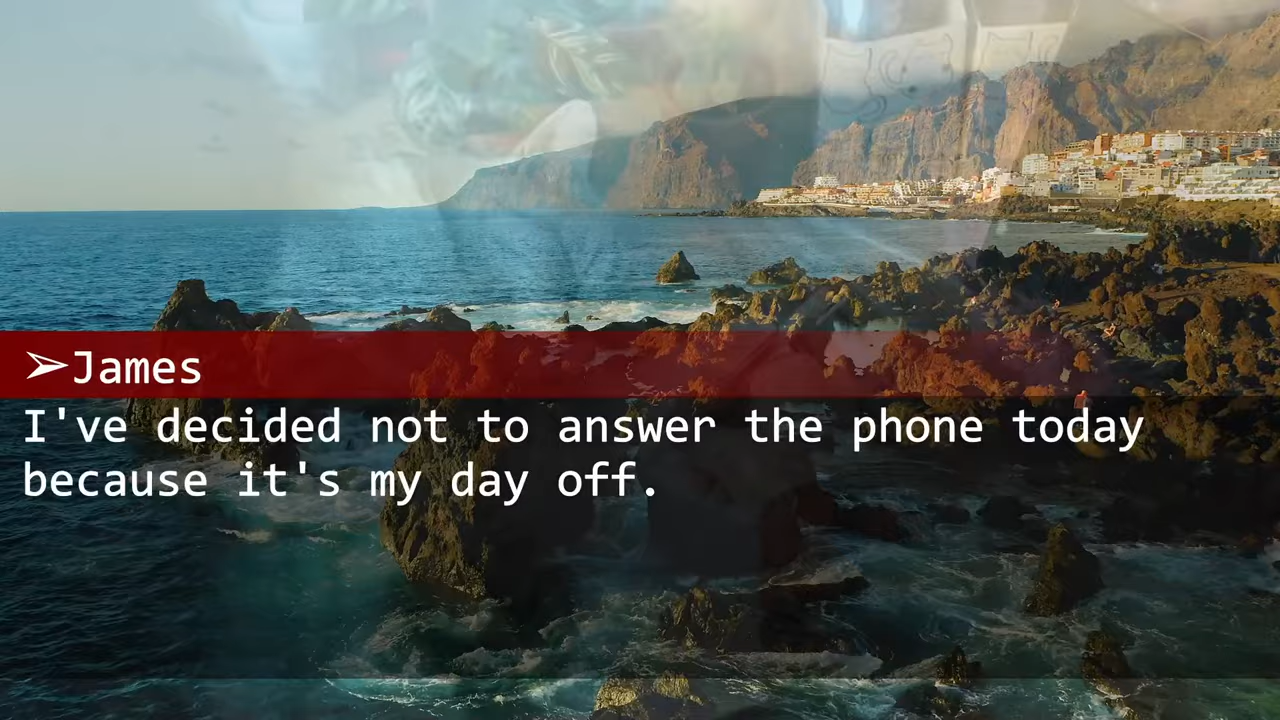 ➢James
I've decided not to answer the phone today
because it's my day off.